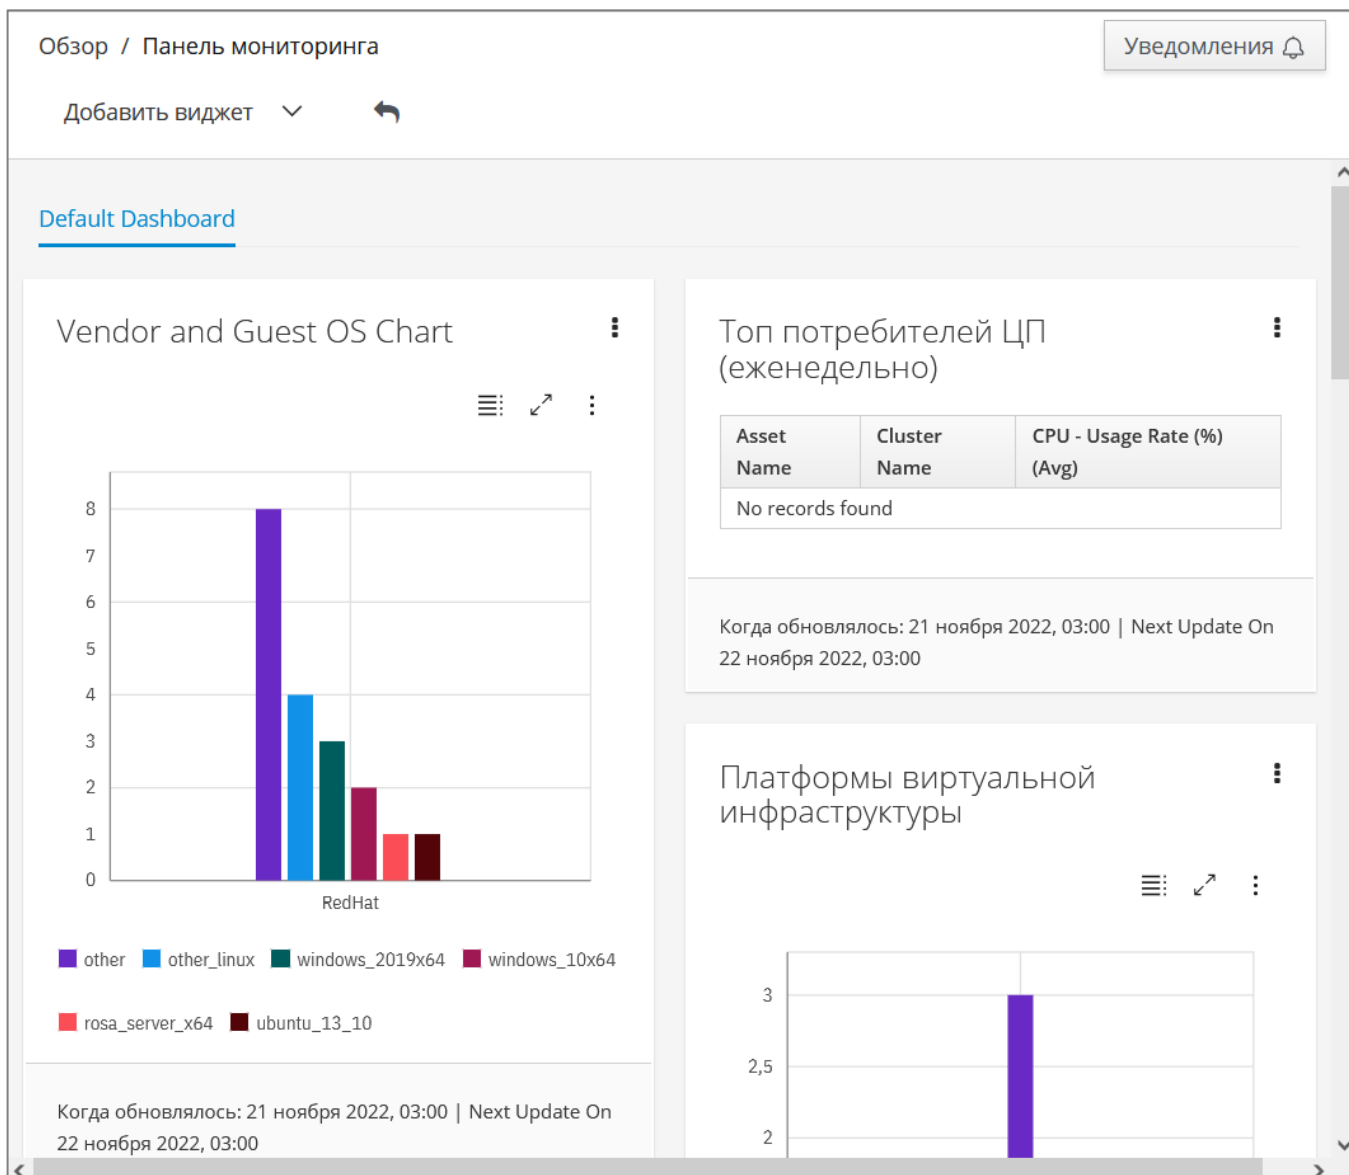 Обзор / Панель мониторинга
Уведомления
Добавить виджет
Default Dashboard
Vendor and Guest OS Chart
8
7
6
5
4
3
2
1
0
RedHat
other other_linux windows_2019x64 windows_10x64
rosa_server_x64 ubuntu_13_10
Когда обновлялось: 21 ноября 2022, 03:00 | Next Update On
22 ноября 2022, 03:00
Топ потребителей ЦП
(еженедельно)
Asset Name
Cluster Name
CPU - Usage Rate (%) (Avg)
No records found
Когда обновлялось: 21 ноября 2022, 03:00 | Next Update On
22 ноября 2022, 03:00
Платформы виртуальной
инфраструктуры
3
2,5
2